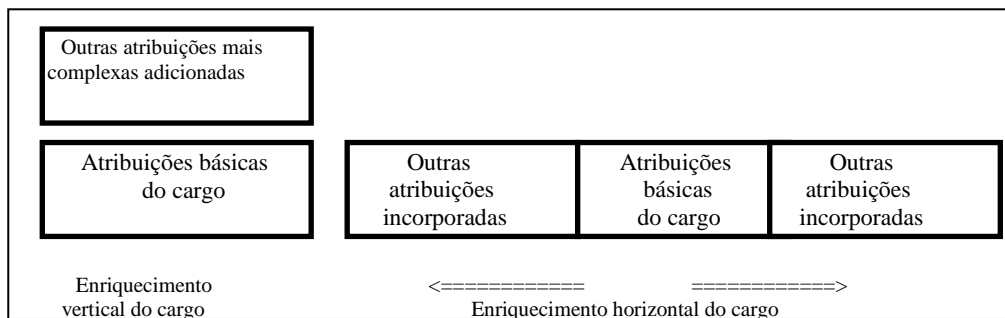 Outras atribuições mais
complexas adicionadas
Atribuições básicas
do cargo
Outras
atribuições
incorporadas
Atribuições
básicas
do cargo
Outras
atribuições
incorporadas
Enriquecimento
vertical do cargo
<============ ============>
Enriquecimento horizontal do cargo